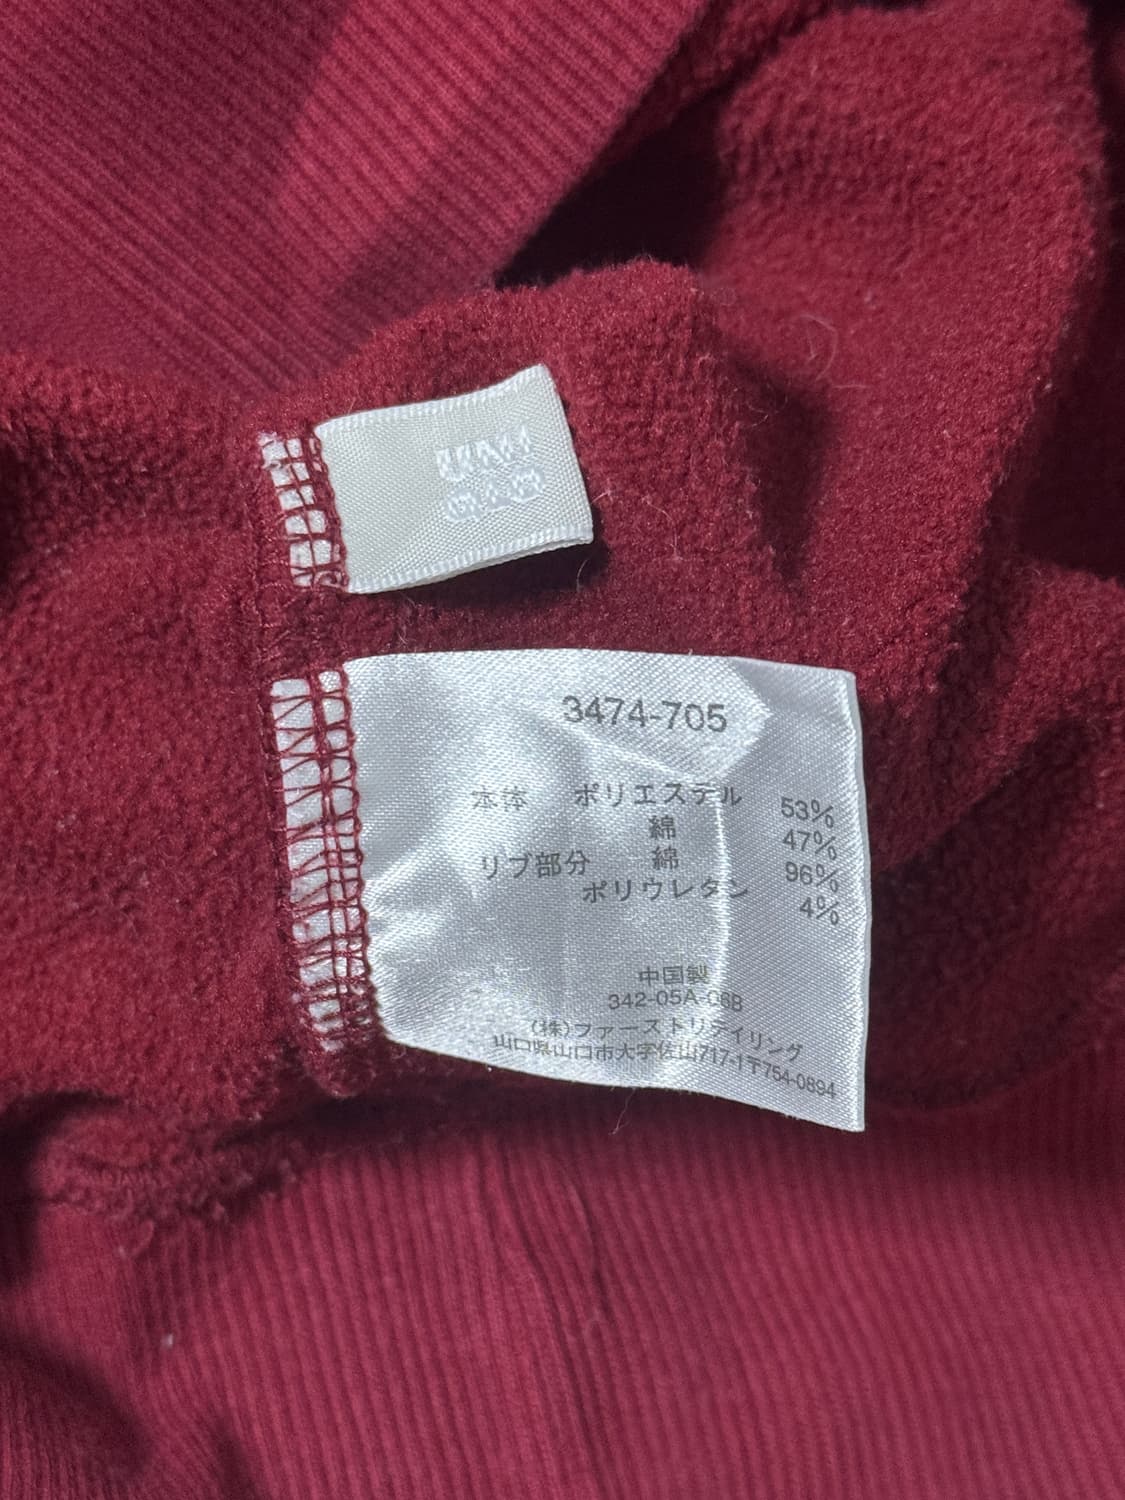 3474-705
本体 ポリエステル 53%
綿 47%
リブ部分 綿 96%
ポリウレタン 4%
中国製
342-05A-06B
(株)ファーストリテイリング
山口県山口市大字佐山717-1〒754-0894